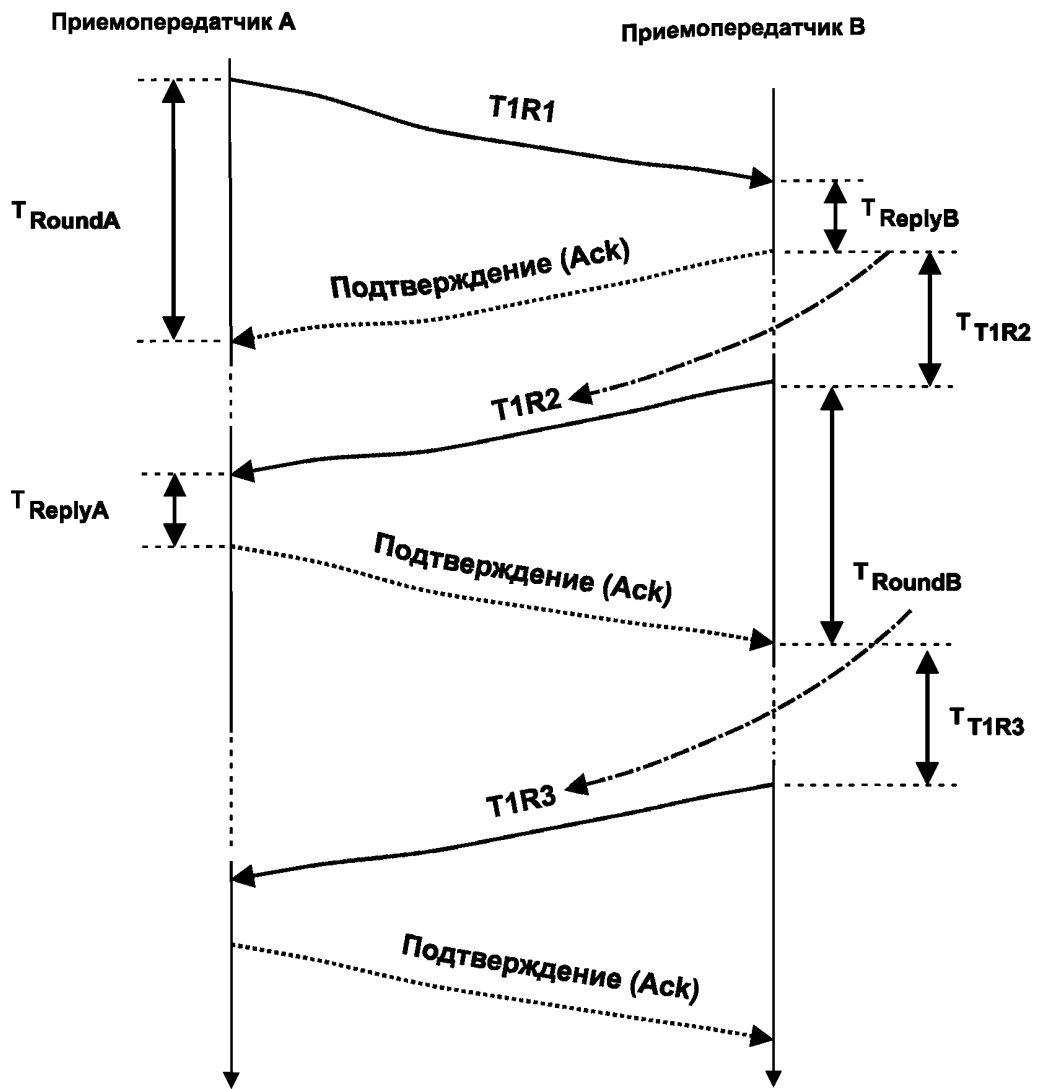 Приемопередатчик A
Приемопередатчик B
T1R1
T RoundA
T ReplyB
Подтверждение (Ack)
T T1R2
T1R2
T ReplyA
Подтверждение (Ack)
T RoundB
T T1R3
T1R3
Подтверждение (Ack)